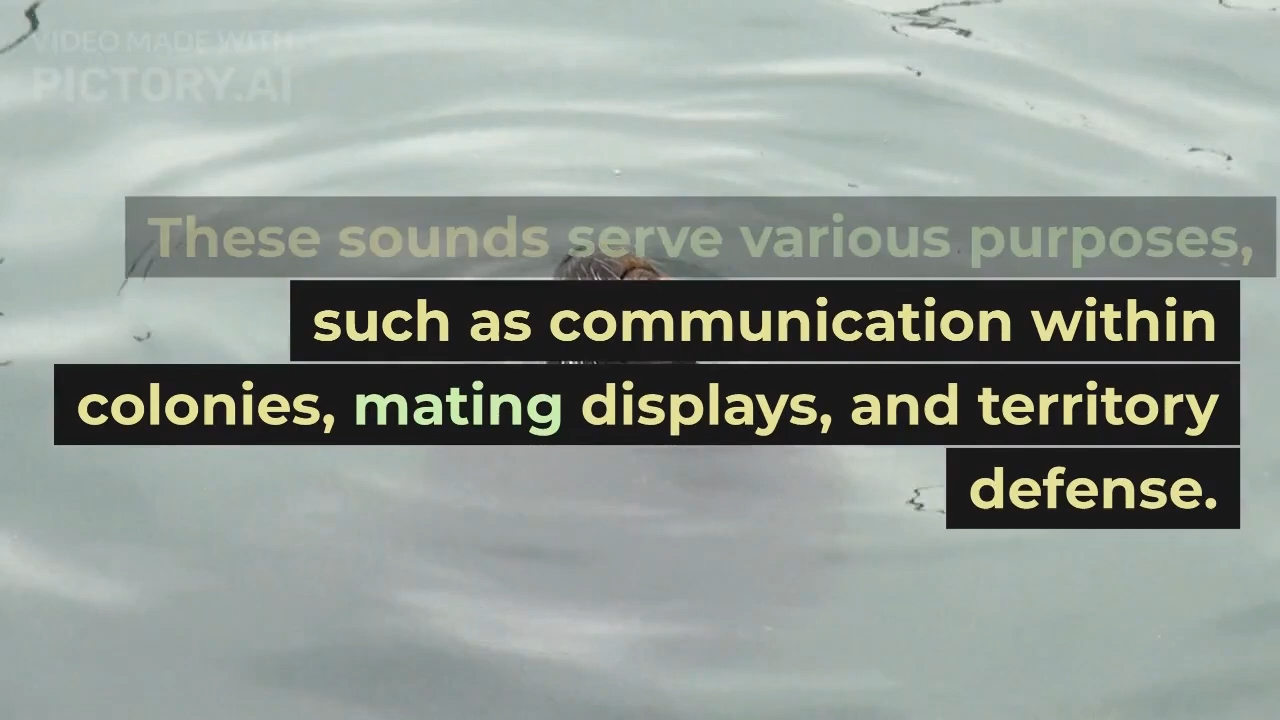 VIDEO MADE WITH
PICTORY.AI
These sounds serve various purposes,
such as communication within
colonies, mating displays, and territory
defense.